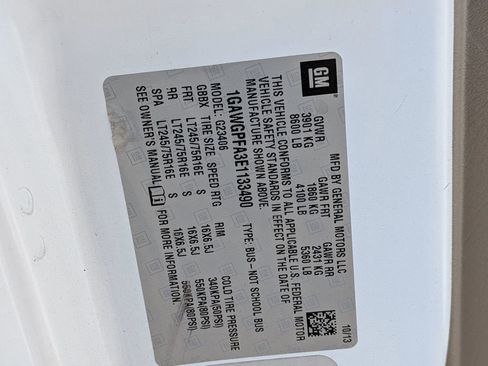 GM
MFD BY GENERAL MOTORS LLC
GVWR GAWR FRT GAWR RR
3901 KG 1860 KG 2431 KG
8600 LB 4100 LB 5360 LB
THIS VEHICLE CONFORMS TO ALL APPLICABLE U.S. FEDERAL MOTOR
VEHICLE SAFETY STANDARDS IN EFFECT ON THE DATE OF
MANUFACTURE SHOWN ABOVE.
1GAWGPFA3E1133490 TYPE: BUS-NOT SCHOOL BUS
10/13
MODEL: G23406
GBBX TIRE SIZE SPEED RTG RIM COLD TIRE PRESSURE
FRT LT245/75R16E S 16X6.5J 340KPA(50PSI)
RR LT245/75R16E S 16X6.5J 550KPA(80PSI)
SPA LT245/75R16E S 16X6.5J 550KPA(80PSI)
SEE OWNER'S MANUAL i FOR MORE INFORMATION.